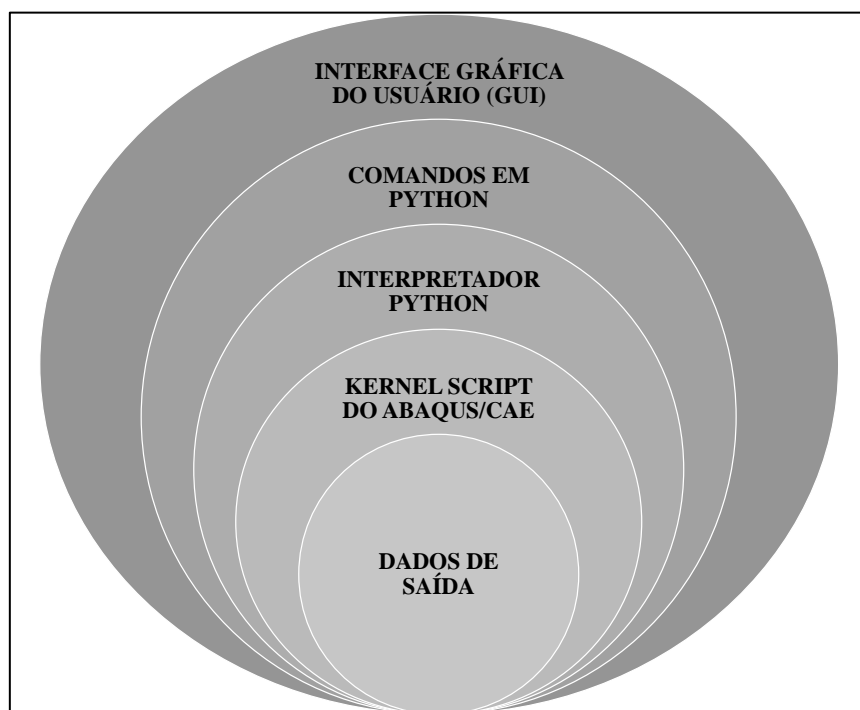 INTERFACE GRÁFICA
DO USUÁRIO (GUI)
COMANDOS EM
PYTHON
INTERPRETADOR
PYTHON
KERNEL SCRIPT
DO ABAQUS/CAE
DADOS DE
SAÍDA